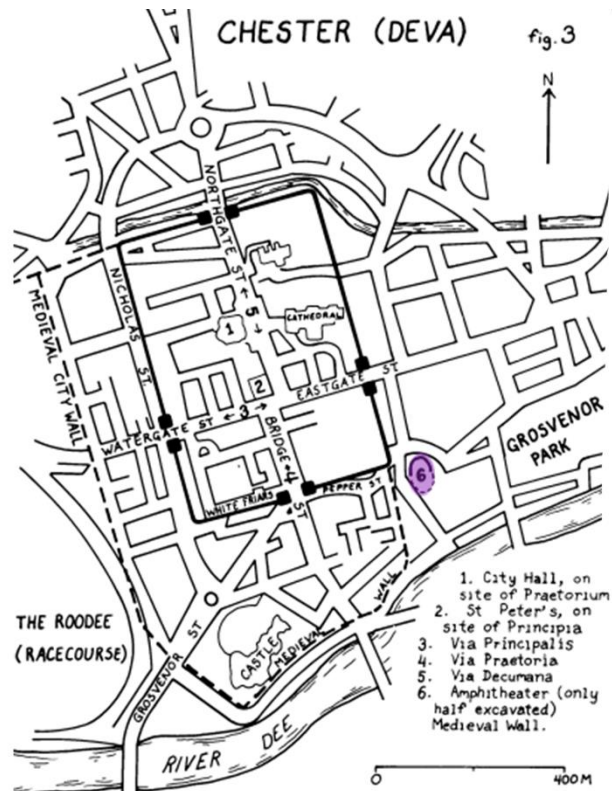 CHESTER (DEVA)
fig. 3
N
NORTHGATE ST
NICHOLAS ST.
MEDIEVAL CITY WALL
5
1
CATHEDRAL
2
EASTGATE ST
WATERGATE ST
3
BRIDGE
4
ST
GROSVENOR
PARK
6
WHITE FRIARS
PEPPER ST
1. City Hall, on
site of Praetorium
2. St Peter's, on
site of Principia
3. Via Principalis
4. Via Praetoria
5. Via Decumana
6. Amphitheater (only
half excavated)
Medieval Wall.
THE ROODEE
(RACECOURSE)
GROSVENOR ST
CASTLE
MEDIEVAL WALL
RIVER DEE
0
400 M